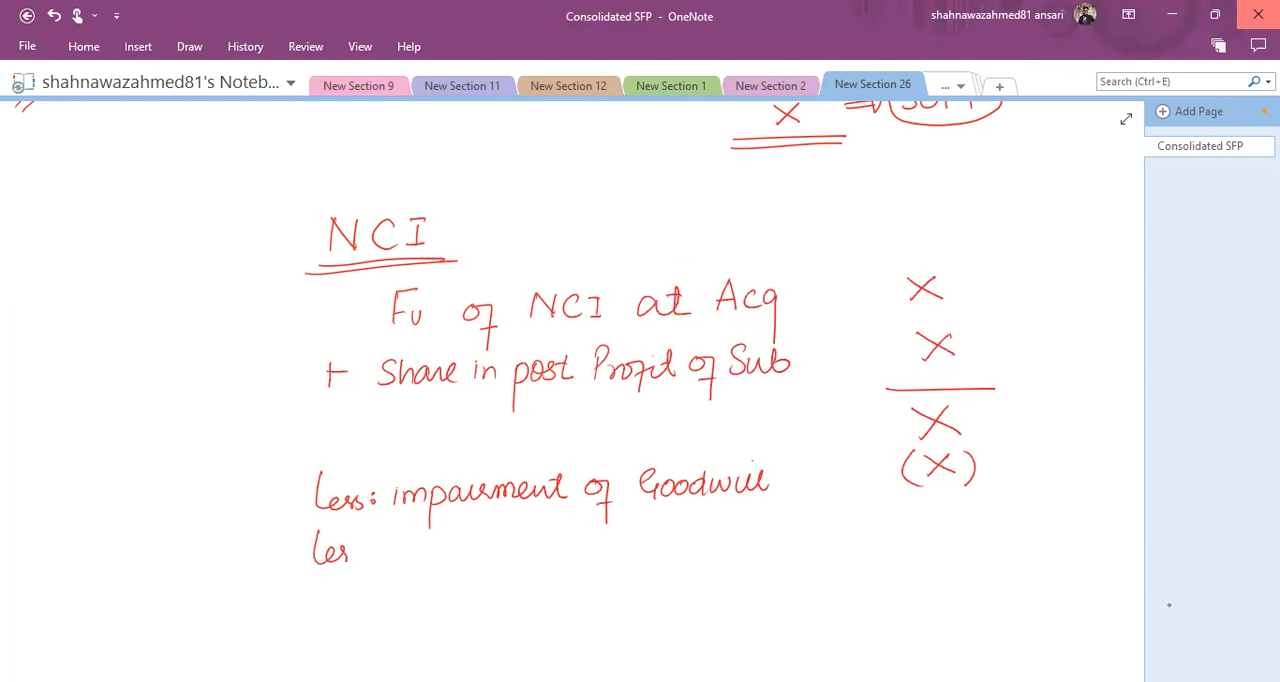 Consolidated SFP - OneNote
shahnawazahmed81 ansari
File Home Insert Draw History Review View Help
shahnawazahmed81's Noteb...
New Section 9 New Section 11 New Section 12 New Section 1 New Section 2 New Section 26 ...
Search (Ctrl+E)
Add Page
Consolidated SFP
X
NCI
Fv of NCI at Acq X
+ Share in post Profit of Sub X
X
Less: impairment of Goodwill (X)
Les